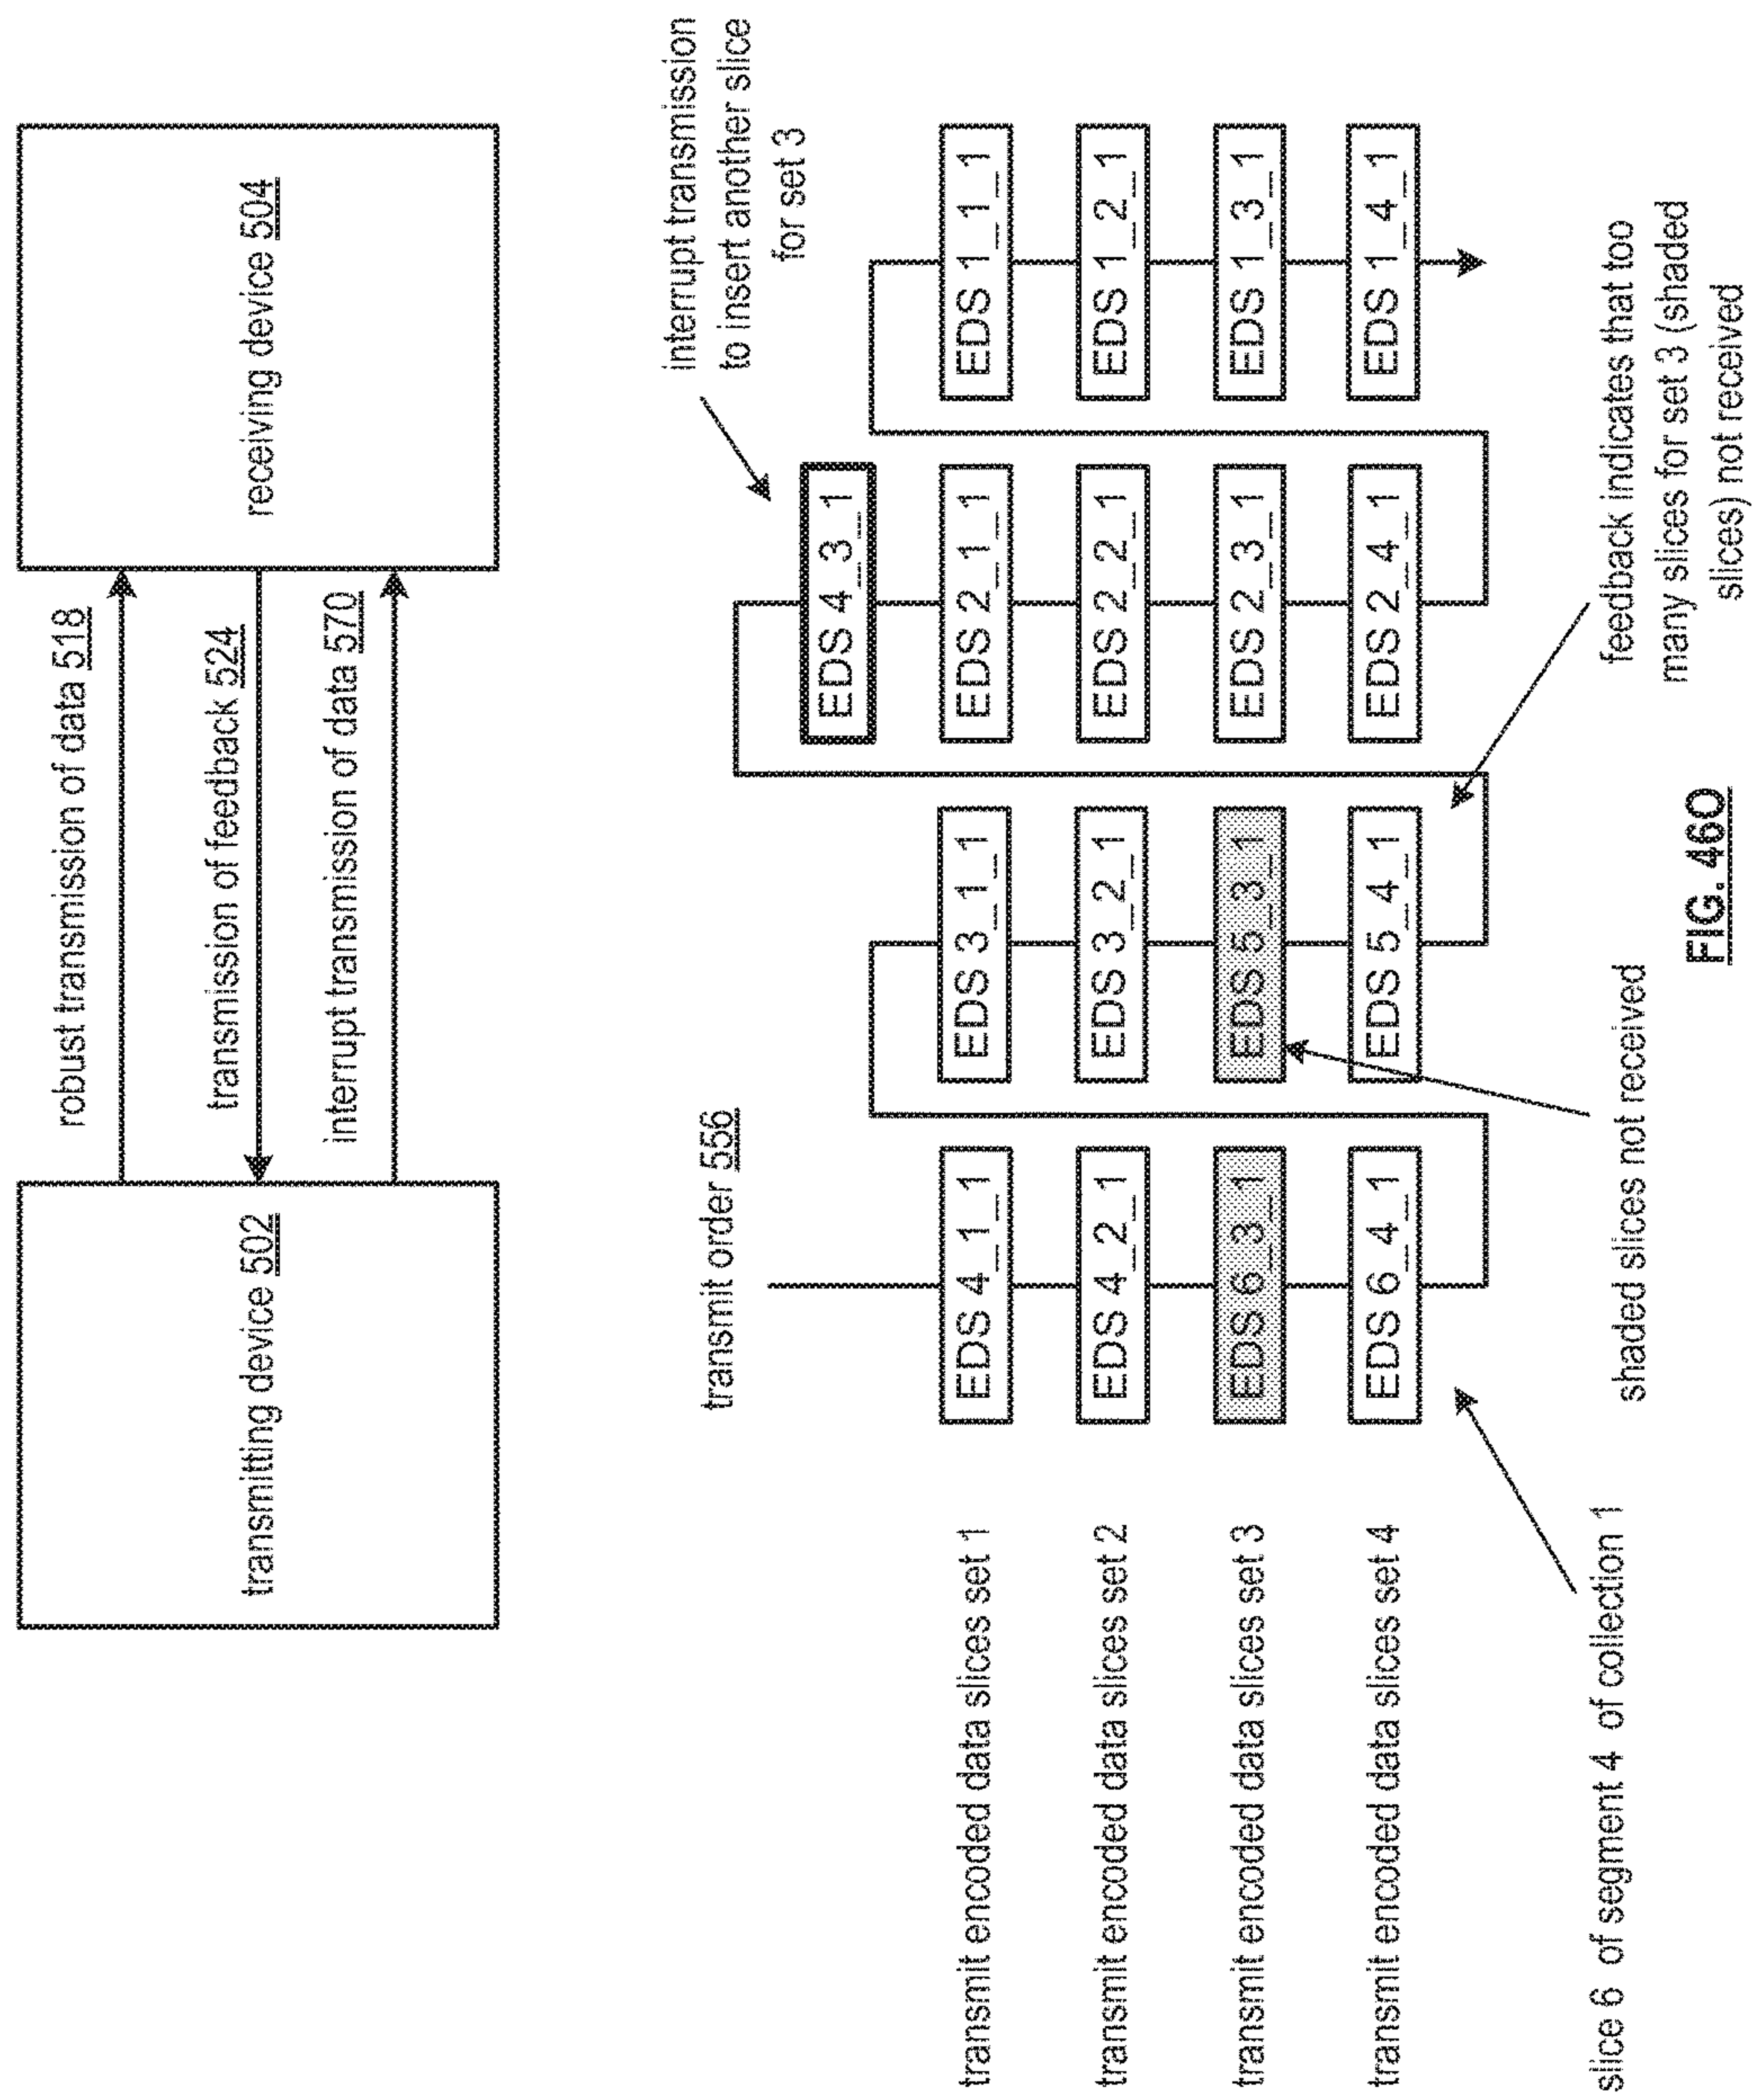 transmitting device 502
robust transmission of data 518
transmission of feedback 524
interrupt transmission of data 570
receiving device 504
transmit order 556
interrupt transmission
to insert another slice
for set 3
EDS 4_3_1
transmit encoded data slices set 1
EDS 4_1_1
EDS 3_1_1
EDS 2_1_1
EDS 1_1_1
transmit encoded data slices set 2
EDS 4_2_1
EDS 3_2_1
EDS 2_2_1
EDS 1_2_1
transmit encoded data slices set 3
EDS 6_3_1
EDS 5_3_1
EDS 2_3_1
EDS 1_3_1
transmit encoded data slices set 4
EDS 6_4_1
EDS 5_4_1
EDS 2_4_1
EDS 1_4_1
slice 6 of segment 4 of collection 1
shaded slices not received
feedback indicates that too
many slices for set 3 (shaded
slices) not received
FIG. 46O